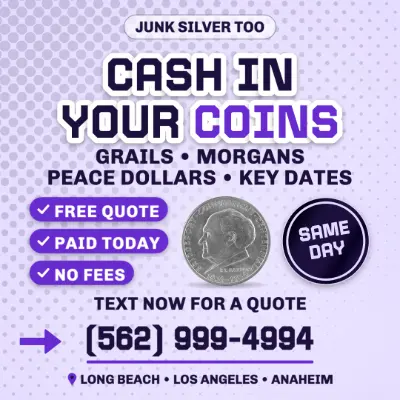 JUNK SILVER TOO
CASH IN
YOUR COINS
GRAILS • MORGANS
PEACE DOLLARS • KEY DATES
✓ FREE QUOTE
✓ PAID TODAY
✓ NO FEES
SAME
DAY
TEXT NOW FOR A QUOTE
(562) 999-4994
LONG BEACH • LOS ANGELES • ANAHEIM